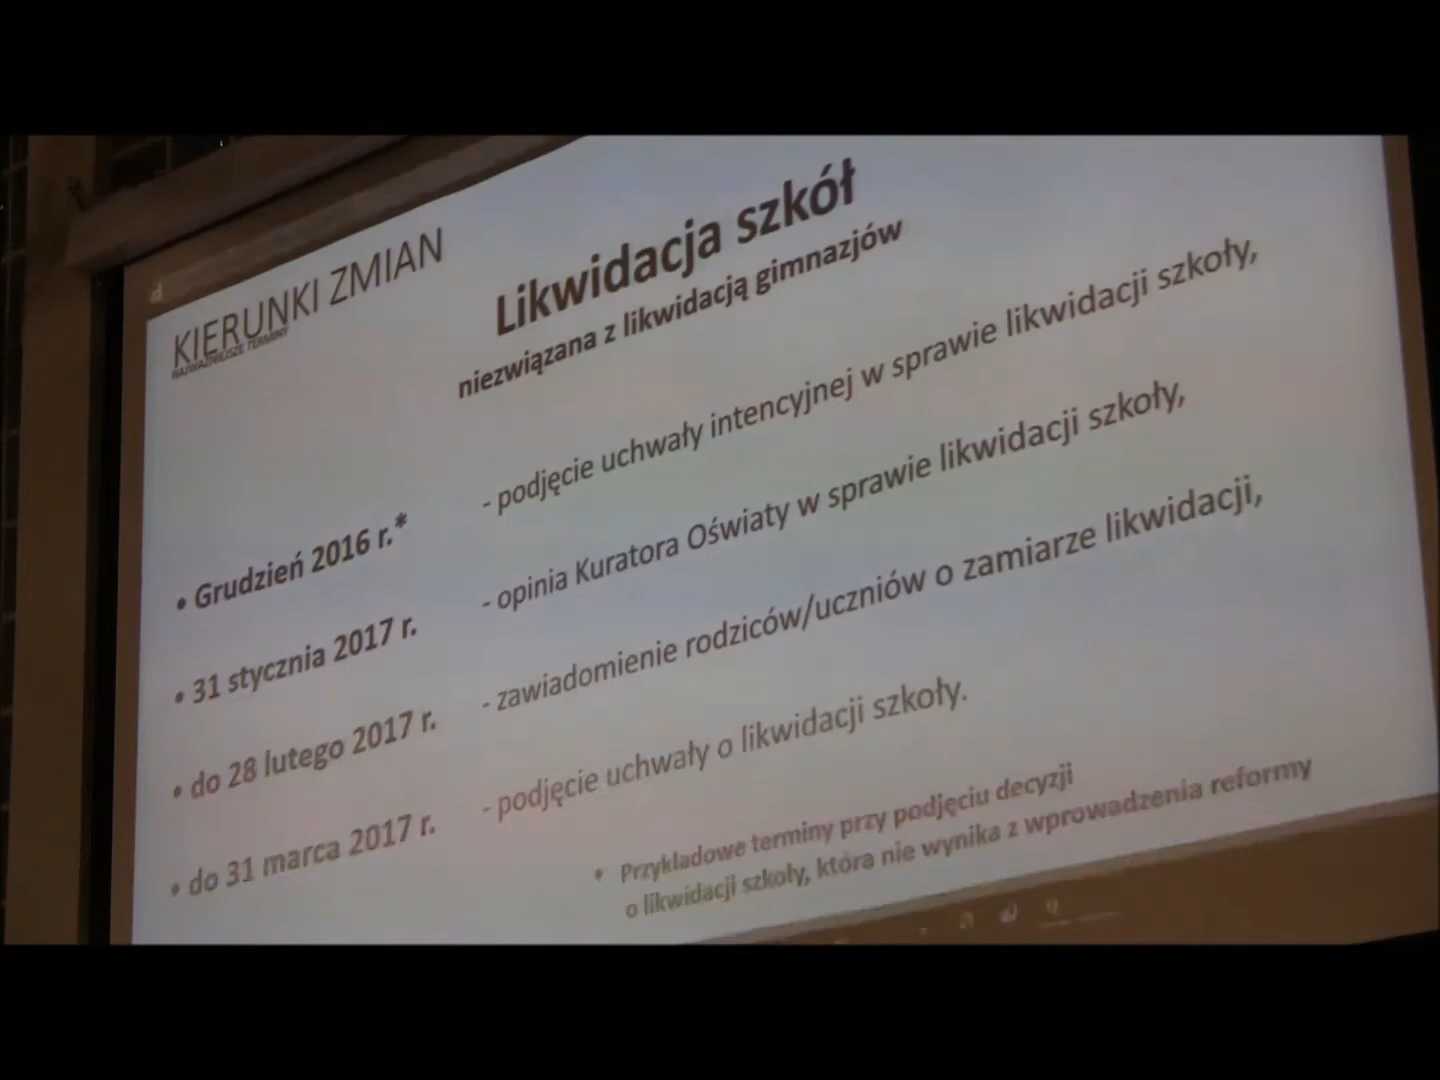 KIERUNKI ZMIAN
NAJWAŻNIEJSZE TERMINY
Likwidacja szkół
niezwiązana z likwidacją gimnazjów
• Grudzień 2016 r.* - podjęcie uchwały intencyjnej w sprawie likwidacji szkoły,
• 31 stycznia 2017 r. - opinia Kuratora Oświaty w sprawie likwidacji szkoły,
• do 28 lutego 2017 r. - zawiadomienie rodziców/uczniów o zamiarze likwidacji,
• do 31 marca 2017 r. - podjęcie uchwały o likwidacji szkoły.
* Przykładowe terminy przy podjęciu decyzji
o likwidacji szkoły, która nie wynika z wprowadzenia reformy